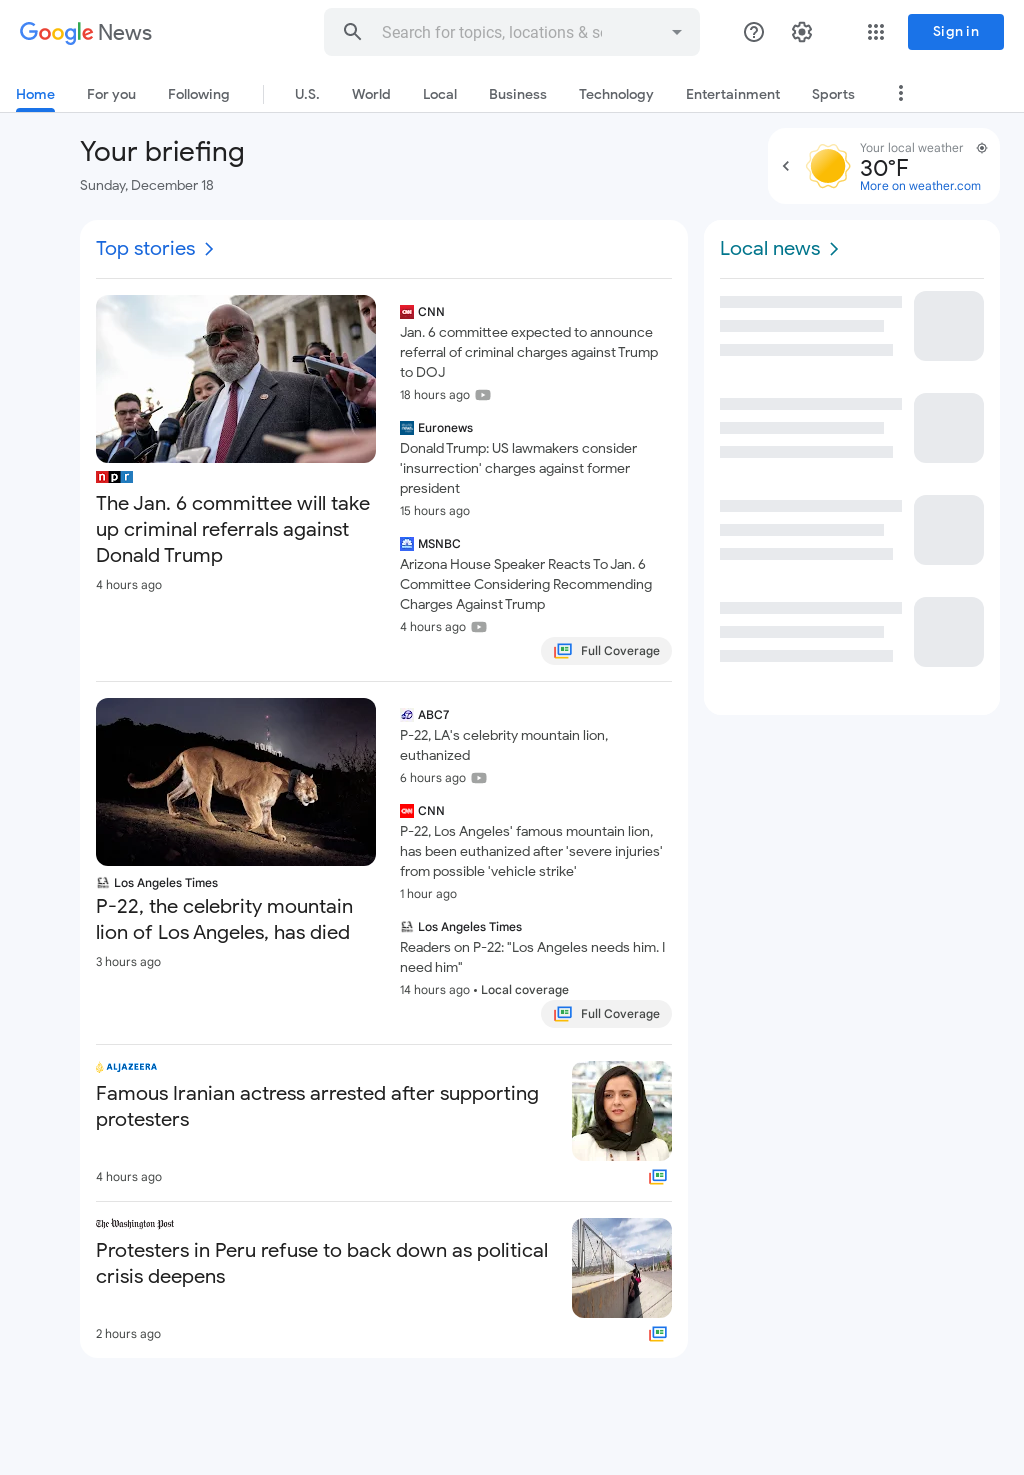 Google News
Search for topics, locations &
Sign in
Home
For you
Following
U.S.
World
Local
Business
Technology
Entertainment
Sports
Your briefing
Sunday, December 18
Your local weather
30°F
More on weather.com
Top stories
npr
The Jan. 6 committee will take
up criminal referrals against
Donald Trump
4 hours ago
CNN
Jan. 6 committee expected to announce
referral of criminal charges against Trump
to DOJ
18 hours ago
Euronews
Donald Trump: US lawmakers consider
'insurrection' charges against former
president
15 hours ago
MSNBC
Arizona House Speaker Reacts To Jan. 6
Committee Considering Recommending
Charges Against Trump
4 hours ago
Full Coverage
Los Angeles Times
P-22, the celebrity mountain
lion of Los Angeles, has died
3 hours ago
ABC7
P-22, LA's celebrity mountain lion,
euthanized
6 hours ago
CNN
P-22, Los Angeles' famous mountain lion,
has been euthanized after 'severe injuries'
from possible 'vehicle strike'
1 hour ago
Los Angeles Times
Readers on P-22: "Los Angeles needs him. I
need him"
14 hours ago • Local coverage
Full Coverage
ALJAZEERA
Famous Iranian actress arrested after supporting
protesters
4 hours ago
The Washington Post
Protesters in Peru refuse to back down as political
crisis deepens
2 hours ago
Local news